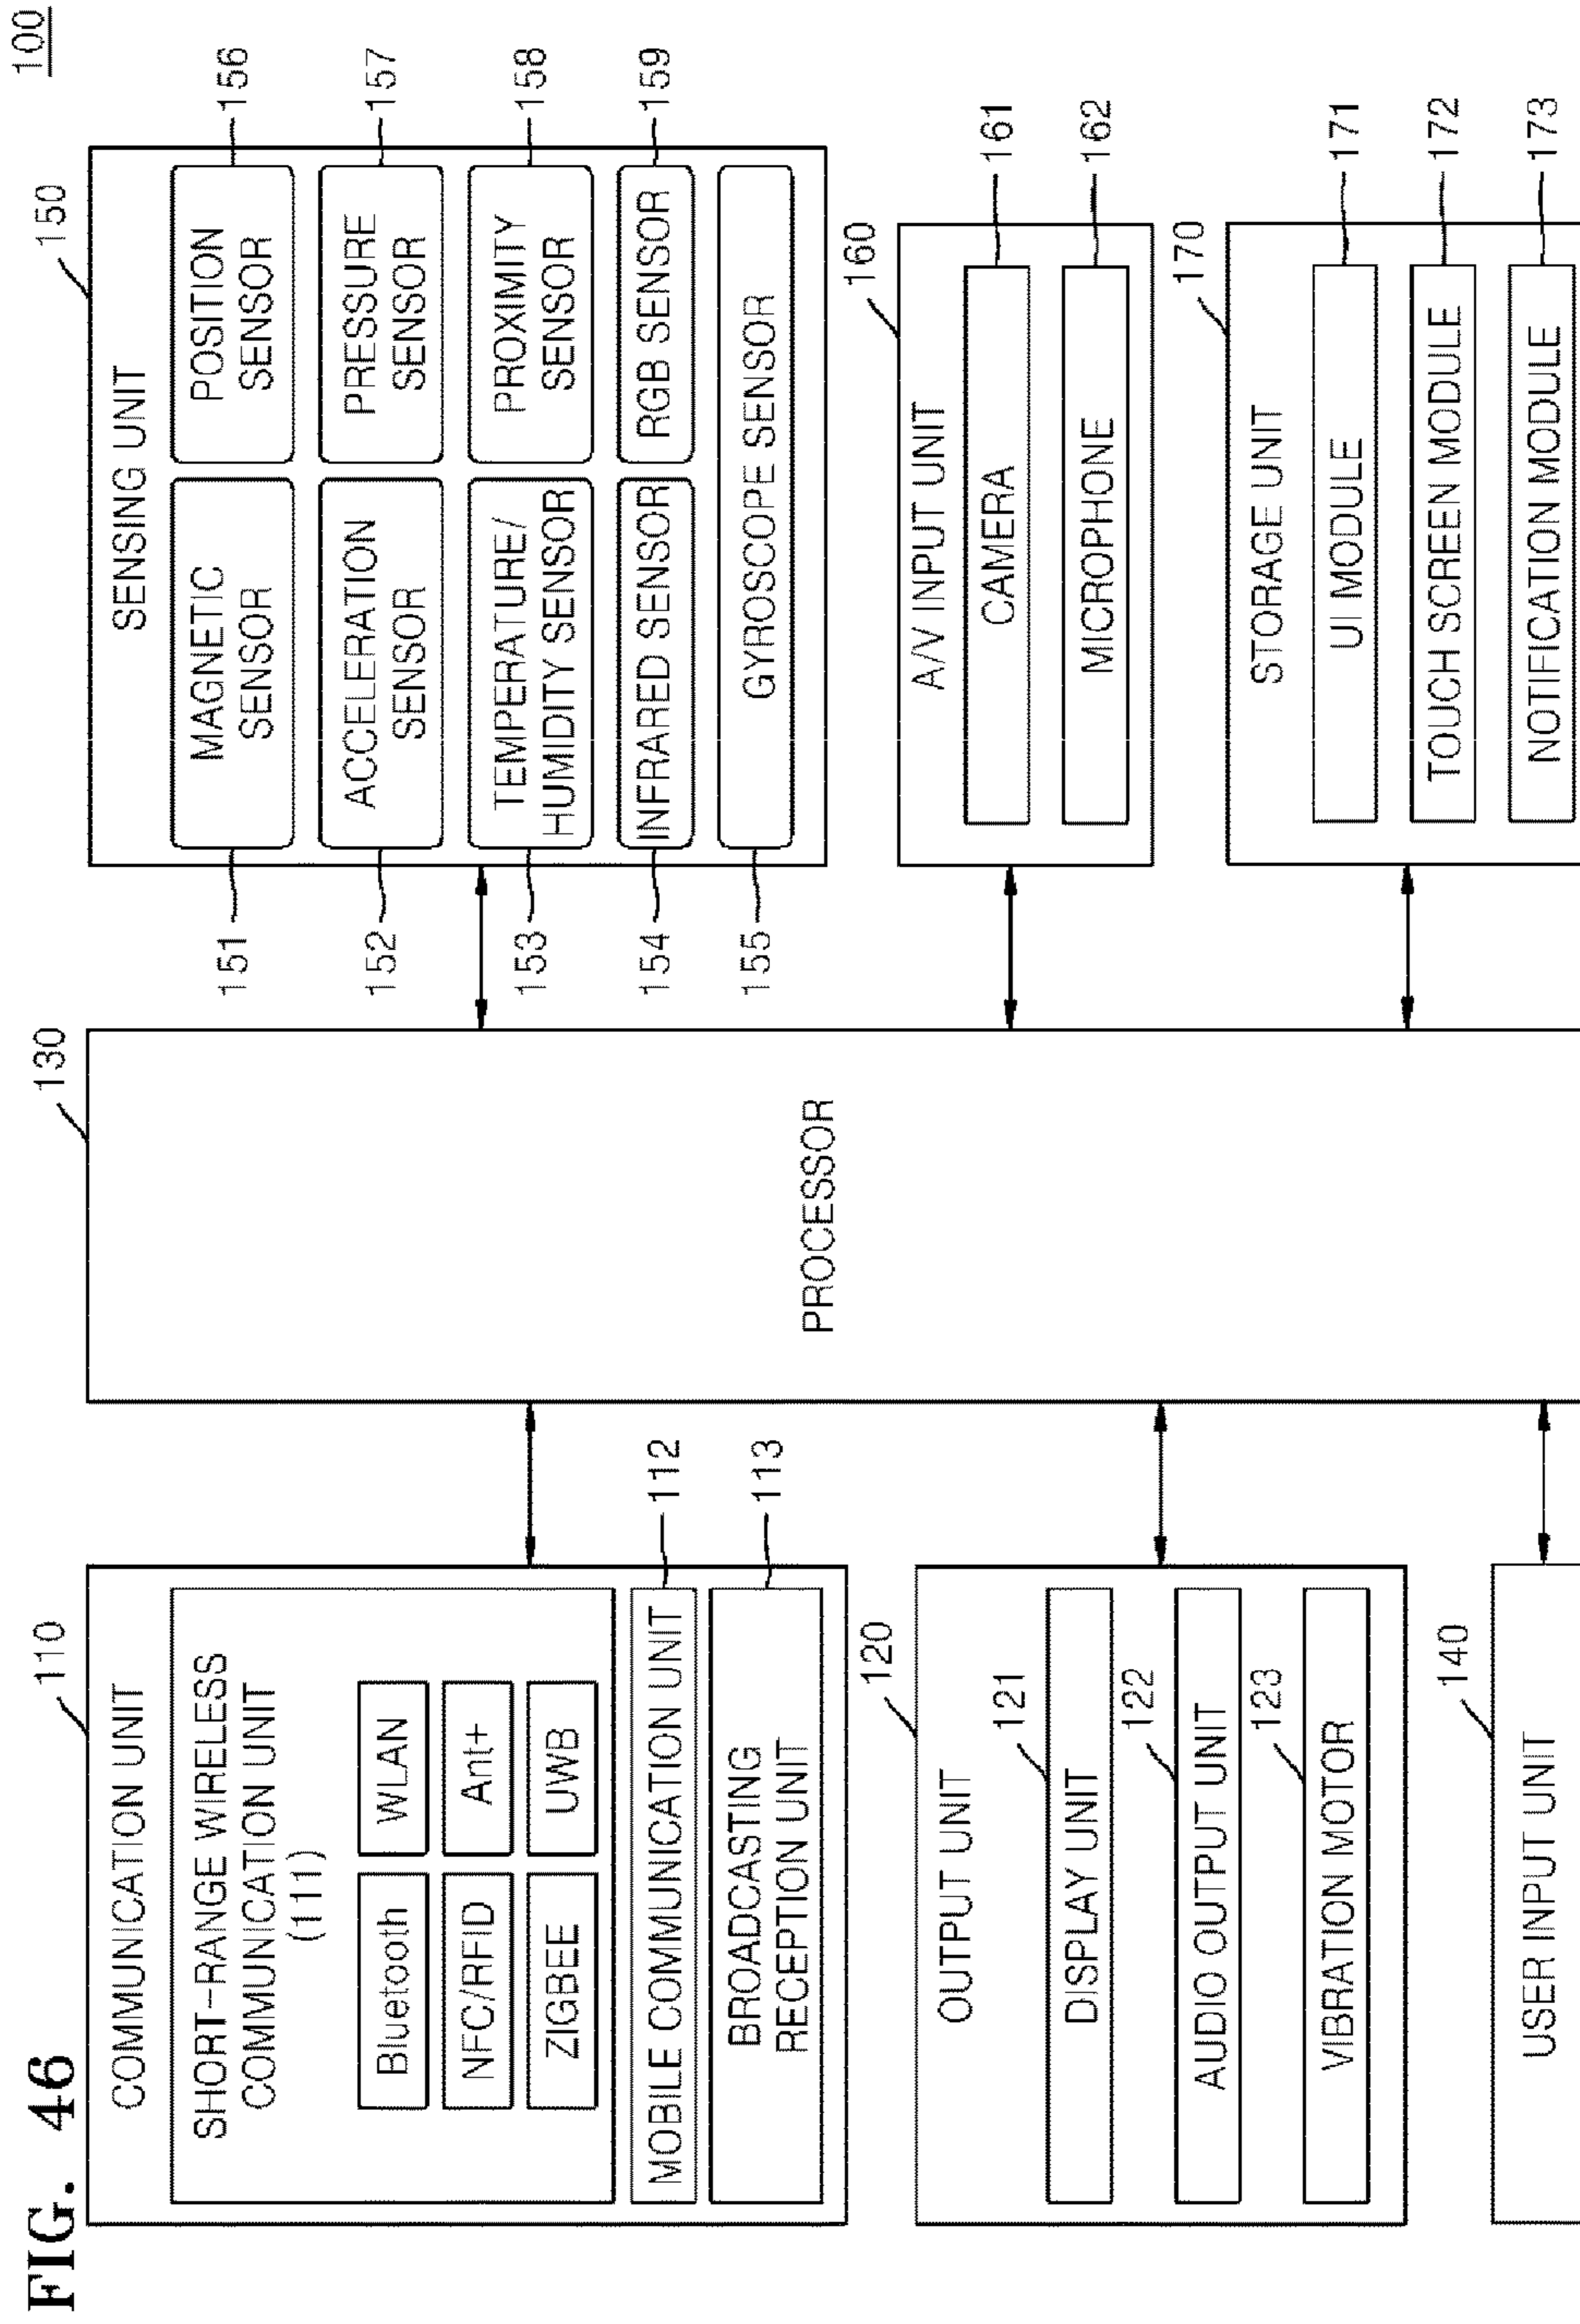 FIG. 46
100
110
COMMUNICATION UNIT
SHORT-RANGE WIRELESS
COMMUNICATION UNIT
(111)
Bluetooth
WLAN
NFC/RFID
Ant+
ZIGBEE
UWB
MOBILE COMMUNICATION UNIT
112
BROADCASTING
RECEPTION UNIT
113
120
OUTPUT UNIT
121
DISPLAY UNIT
122
AUDIO OUTPUT UNIT
123
VIBRATION MOTOR
140
USER INPUT UNIT
130
PROCESSOR
150
SENSING UNIT
151
MAGNETIC
SENSOR
POSITION
SENSOR
156
152
ACCELERATION
SENSOR
PRESSURE
SENSOR
157
153
TEMPERATURE/
HUMIDITY SENSOR
PROXIMITY
SENSOR
158
154
INFRARED SENSOR
RGB SENSOR
159
155
GYROSCOPE SENSOR
160
A/V INPUT UNIT
CAMERA
161
MICROPHONE
162
170
STORAGE UNIT
UI MODULE
171
TOUCH SCREEN MODULE
172
NOTIFICATION MODULE
173